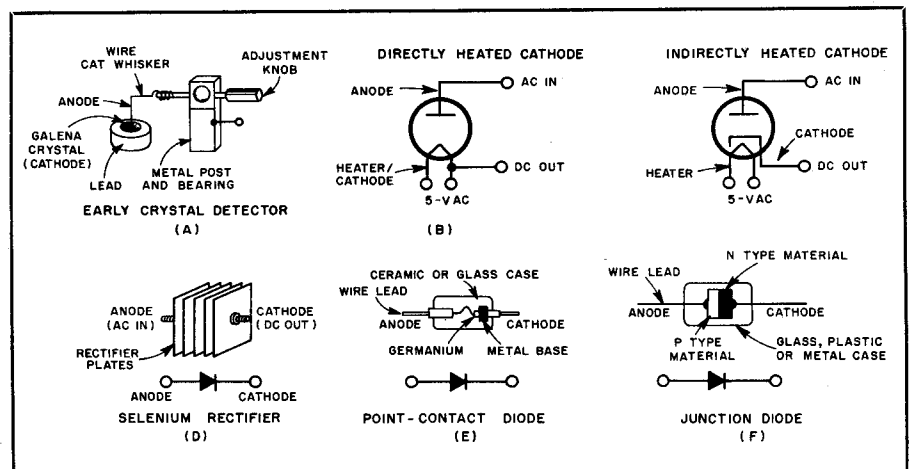 WIRE
CAT WHISKER
ADJUSTMENT
KNOB
ANODE
GALENA
CRYSTAL
(CATHODE)
LEAD
METAL POST
AND BEARING
EARLY CRYSTAL DETECTOR
(A)
DIRECTLY HEATED CATHODE
AC IN
ANODE
HEATER/
CATHODE
DC OUT
5-VAC
(B)
INDIRECTLY HEATED CATHODE
AC IN
ANODE
CATHODE
HEATER
DC OUT
5-VAC
ANODE
(AC IN)
CATHODE
(DC OUT)
RECTIFIER
PLATES
ANODE
CATHODE
SELENIUM RECTIFIER
(D)
CERAMIC OR GLASS CASE
WIRE LEAD
ANODE
CATHODE
GERMANIUM
METAL BASE
POINT-CONTACT DIODE
(E)
N TYPE MATERIAL
WIRE LEAD
ANODE
CATHODE
P TYPE
MATERIAL
GLASS, PLASTIC
OR METAL CASE
JUNCTION DIODE
(F)